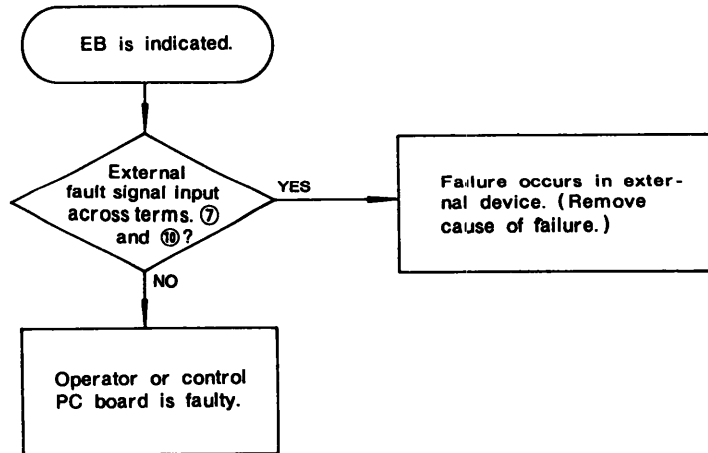 EB is indicated.
External
fault signal input
across terms. ⑦
and ⑩?
YES
Failure occurs in exter-
nal device. (Remove
cause of failure.)
NO
Operator or control
PC board is faulty.